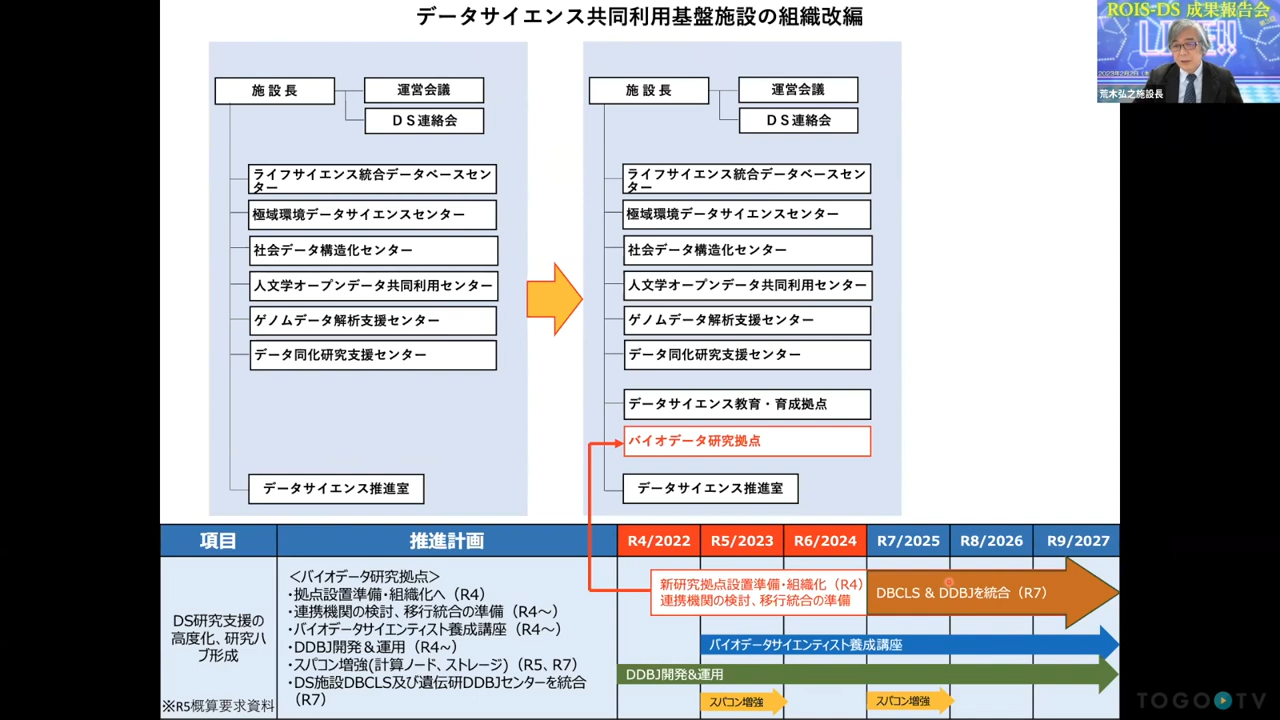 データサイエンス共同利用基盤施設の組織改編
ROIS-DS 成果報告会
LIVE!!
荒木弘之施設長
施設長
運営会議
DS連絡会
ライフサイエンス統合データベースセン
ター
極域環境データサイエンスセンター
社会データ構造化センター
人文学オープンデータ共同利用センター
ゲノムデータ解析支援センター
データ同化研究支援センター
データサイエンス推進室
施設長
運営会議
DS連絡会
ライフサイエンス統合データベースセン
ター
極域環境データサイエンスセンター
社会データ構造化センター
人文学オープンデータ共同利用センター
ゲノムデータ解析支援センター
データ同化研究支援センター
データサイエンス教育・育成拠点
バイオデータ研究拠点
データサイエンス推進室
項目 推進計画 R4/2022 R5/2023 R6/2024 R7/2025 R8/2026 R9/2027
DS研究支援の
高度化、研究ハ
ブ形成
※R5概算要求資料
<バイオデータ研究拠点>
・拠点設置準備・組織化へ（R4）
・連携機関の検討、移行統合の準備（R4～）
・バイオデータサイエンティスト養成講座（R4～）
・DDBJ開発＆運用（R4～）
・スパコン増強(計算ノード、ストレージ)（R5、R7）
・DS施設DBCLS及び遺伝研DDBJセンターを統合
（R7）
新研究拠点設置準備・組織化（R4）
連携機関の検討、移行統合の準備
DBCLS & DDBJを統合（R7）
バイオデータサイエンティスト養成講座
DDBJ開発&運用
スパコン増強
スパコン増強
TOGO TV